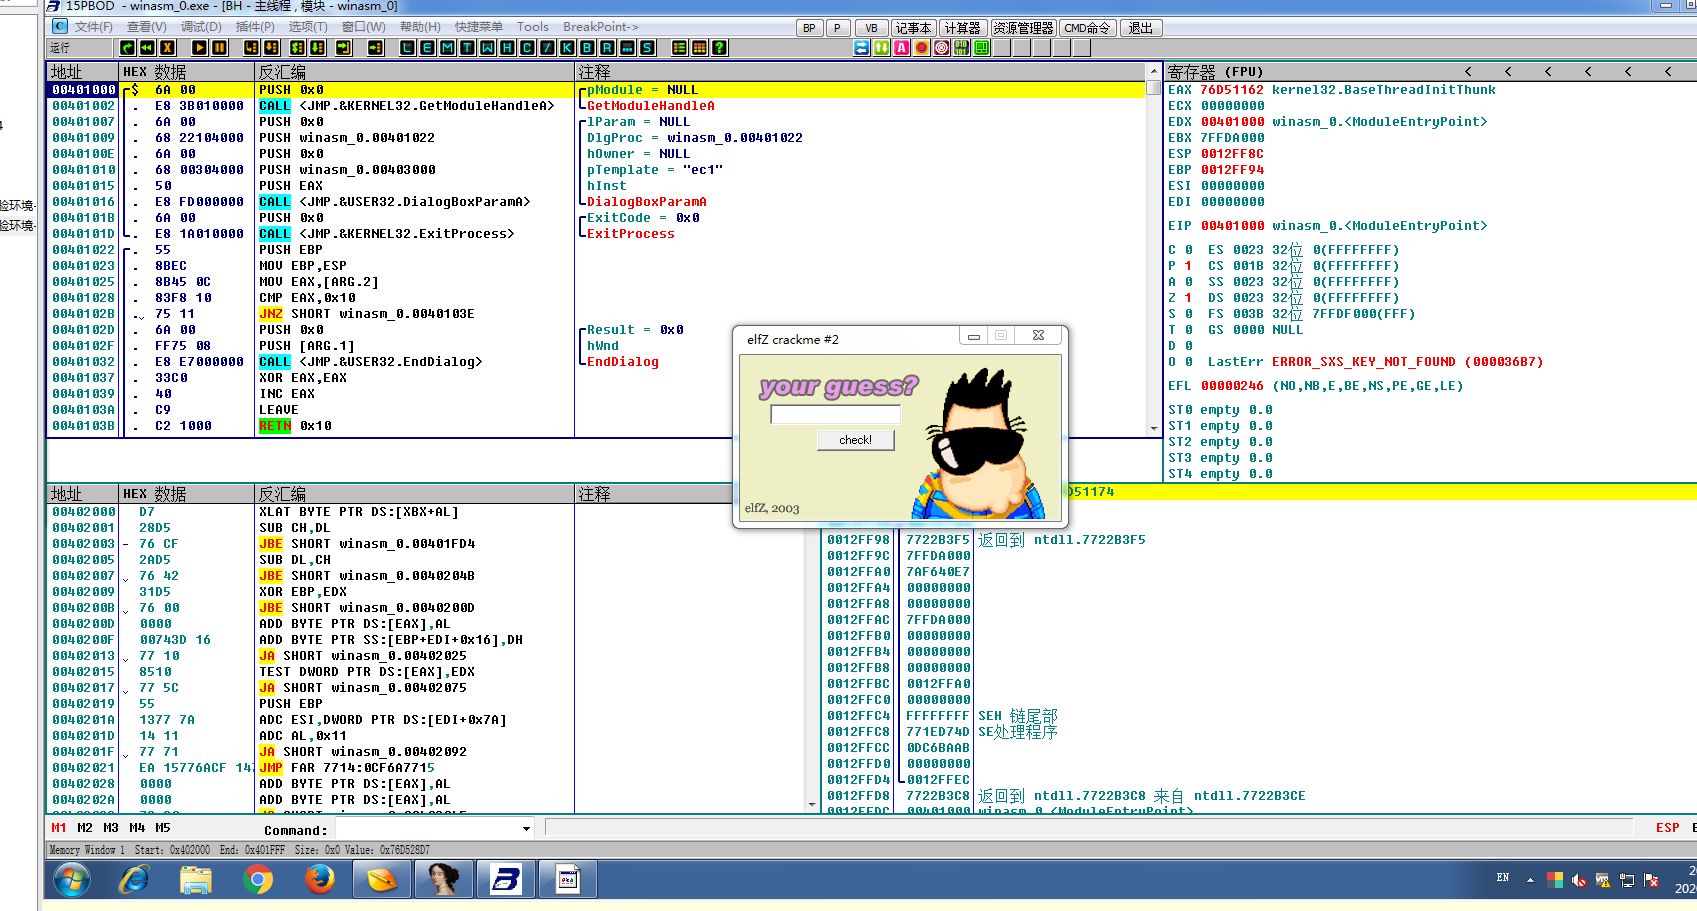 15PBOD - winasm_0.exe - [BH - 主线程, 模块 - winasm_0]
文件(F) 查看(V) 调试(D) 插件(P) 选项(T) 窗口(W) 帮助(H) 快捷菜单 Tools BreakPoint-> BP P VB 记事本 计算器 资源管理器 CMD命令 退出
运行 L E M T W H C / K B R ... S ?
地址 HEX 数据 反汇编 注释
00401000 $ 6A 00 PUSH 0x0 pModule = NULL
00401002 . E8 3B010000 CALL <JMP.&KERNEL32.GetModuleHandleA> GetModuleHandleA
00401007 . 6A 00 PUSH 0x0 lParam = NULL
00401009 . 68 22104000 PUSH winasm_0.00401022 DlgProc = winasm_0.00401022
0040100E . 6A 00 PUSH 0x0 hOwner = NULL
00401010 . 68 00304000 PUSH winasm_0.00403000 pTemplate = "ec1"
00401015 . 50 PUSH EAX hInst
00401016 . E8 FD000000 CALL <JMP.&USER32.DialogBoxParamA> DialogBoxParamA
0040101B . 6A 00 PUSH 0x0 ExitCode = 0x0
0040101D . E8 1A010000 CALL <JMP.&KERNEL32.ExitProcess> ExitProcess
00401022 . 55 PUSH EBP
00401023 . 8BEC MOV EBP,ESP
00401025 . 8B45 0C MOV EAX,[ARG.2]
00401028 . 83F8 10 CMP EAX,0x10
0040102B . 75 11 JNZ SHORT winasm_0.0040103E
0040102D . 6A 00 PUSH 0x0 Result = 0x0
0040102F . FF75 08 PUSH [ARG.1] hWnd
00401032 . E8 E7000000 CALL <JMP.&USER32.EndDialog> EndDialog
00401037 . 33C0 XOR EAX,EAX
00401039 . 40 INC EAX
0040103A . C9 LEAVE
0040103B . C2 1000 RETN 0x10
寄存器 (FPU) < < < < < <
EAX 76D51162 kernel32.BaseThreadInitThunk
ECX 00000000
EDX 00401000 winasm_0.<ModuleEntryPoint>
EBX 7FFDA000
ESP 0012FF8C
EBP 0012FF94
ESI 00000000
EDI 00000000
EIP 00401000 winasm_0.<ModuleEntryPoint>
C 0 ES 0023 32位 0(FFFFFFFF)
P 1 CS 001B 32位 0(FFFFFFFF)
A 0 SS 0023 32位 0(FFFFFFFF)
Z 1 DS 0023 32位 0(FFFFFFFF)
S 0 FS 003B 32位 7FFDF000(FFF)
T 0 GS 0000 NULL
D 0
O 0 LastErr ERROR_SXS_KEY_NOT_FOUND (000036B7)
EFL 00000246 (NO,NB,E,BE,NS,PE,GE,LE)
ST0 empty 0.0
ST1 empty 0.0
ST2 empty 0.0
ST3 empty 0.0
ST4 empty 0.0
elfZ crackme #2
your guess?
check!
elfZ, 2003
验环境-
验环境-
地址 HEX 数据 反汇编 注释
00402000 D7 XLAT BYTE PTR DS:[XBX+AL]
00402001 28D5 SUB CH,DL
00402003 - 76 CF JBE SHORT winasm_0.00401FD4
00402005 2AD5 SUB DL,CH
00402007 76 42 JBE SHORT winasm_0.0040204B
00402009 31D5 XOR EBP,EDX
0040200B 76 00 JBE SHORT winasm_0.0040200D
0040200D 0000 ADD BYTE PTR DS:[EAX],AL
0040200F 00743D 16 ADD BYTE PTR SS:[EBP+EDI+0x16],DH
00402013 77 10 JA SHORT winasm_0.00402025
00402015 8510 TEST DWORD PTR DS:[EAX],EDX
00402017 77 5C JA SHORT winasm_0.00402075
00402019 55 PUSH EBP
0040201A 1377 7A ADC ESI,DWORD PTR DS:[EDI+0x7A]
0040201D 14 11 ADC AL,0x11
0040201F 77 71 JA SHORT winasm_0.00402092
00402021 EA 15776ACF 14 JMP FAR 7714:0CF6A7715
00402028 0000 ADD BYTE PTR DS:[EAX],AL
0040202A 0000 ADD BYTE PTR DS:[EAX],AL
D51174
0012FF98 7722B3F5 返回到 ntdll.7722B3F5
0012FF9C 7FFDA000
0012FFA0 7AF640E7
0012FFA4 00000000
0012FFA8 00000000
0012FFAC 7FFDA000
0012FFB0 00000000
0012FFB4 00000000
0012FFB8 00000000
0012FFBC 0012FFA0
0012FFC0 00000000
0012FFC4 FFFFFFFF SEH 链尾部
0012FFC8 771ED74D SE处理程序
0012FFCC 0DC6BAAB
0012FFD0 00000000
0012FFD4 0012FFEC
0012FFD8 7722B3C8 返回到 ntdll.7722B3C8 来自 ntdll.7722B3CE
0012FFDC 00401000 winasm_0.<ModuleEntryPoint>
M1 M2 M3 M4 M5 Command: ESP
Memory Window 1 Start: 0x402000 End: 0x401FFF Size: 0x0 Value: 0x76D528D7
EN